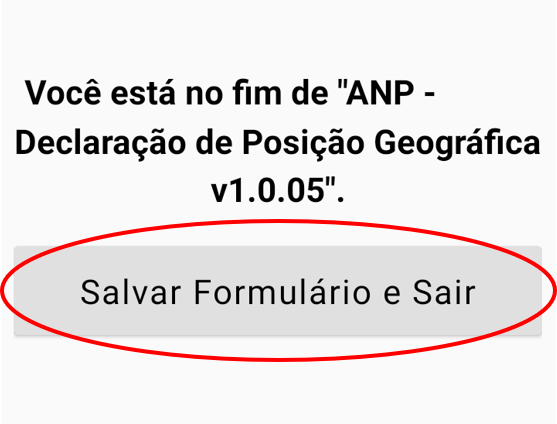 Você está no fim de "ANP -
Declaração de Posição Geográfica
v1.0.05".
Salvar Formulário e Sair